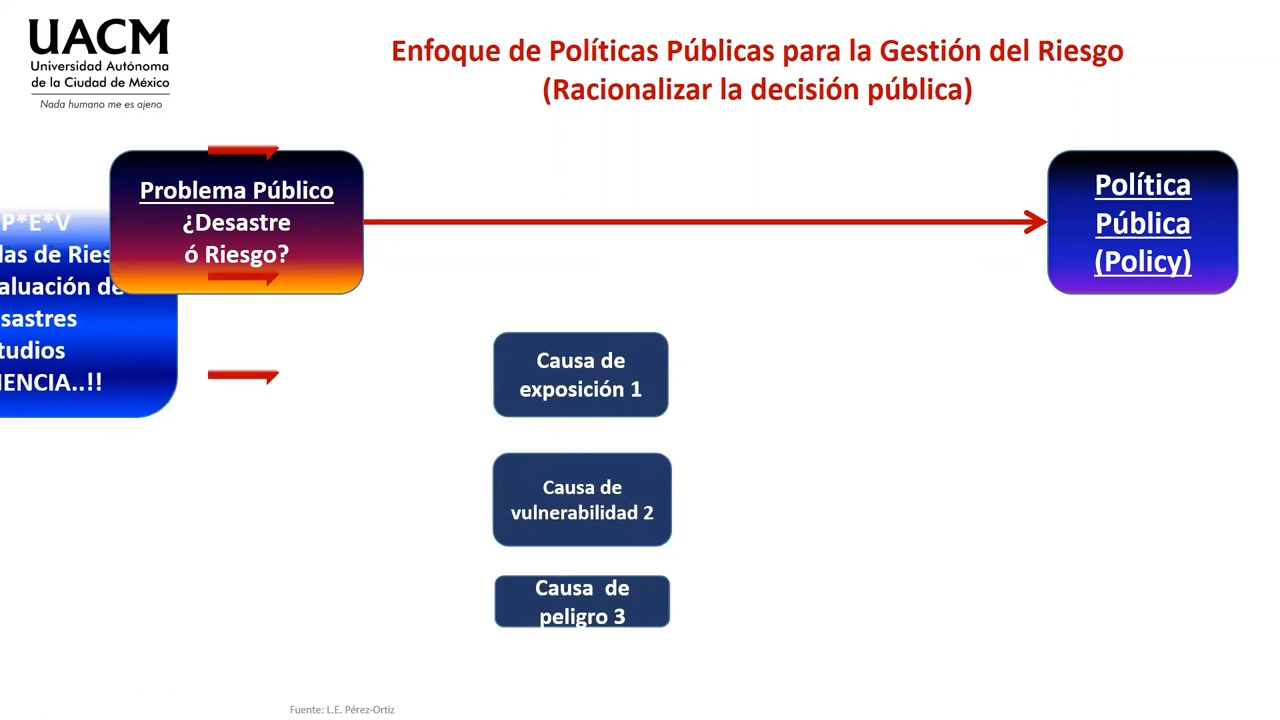 UACM
Universidad Autónoma
de la Ciudad de México
Nada humano me es ajeno
Enfoque de Políticas Públicas para la Gestión del Riesgo
(Racionalizar la decisión pública)
Problema Público
¿Desastre
ó Riesgo?
P*E*V
de
Política
Pública
(Policy)
Causa de
exposición 1
Causa de
vulnerabilidad 2
Causa de
peligro 3
Fuente: L.E. Pérez-Ortiz